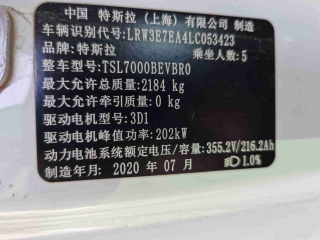 中国 特斯拉（上海）有限公司 制造
车辆识别代号: LRW3E7EA4LC053423
品牌: 特斯拉 乘坐人数: 5
整车型号: TSL7000BEVBR0
最大允许总质量: 2184 kg
最大允许牵引质量: 0 kg
驱动电机型号: 3D1
驱动电机峰值功率: 202kW
动力电池系统额定电压/容量: 355.2V/216.2Ah
制造年月: 2020 年 07 月 1.0%